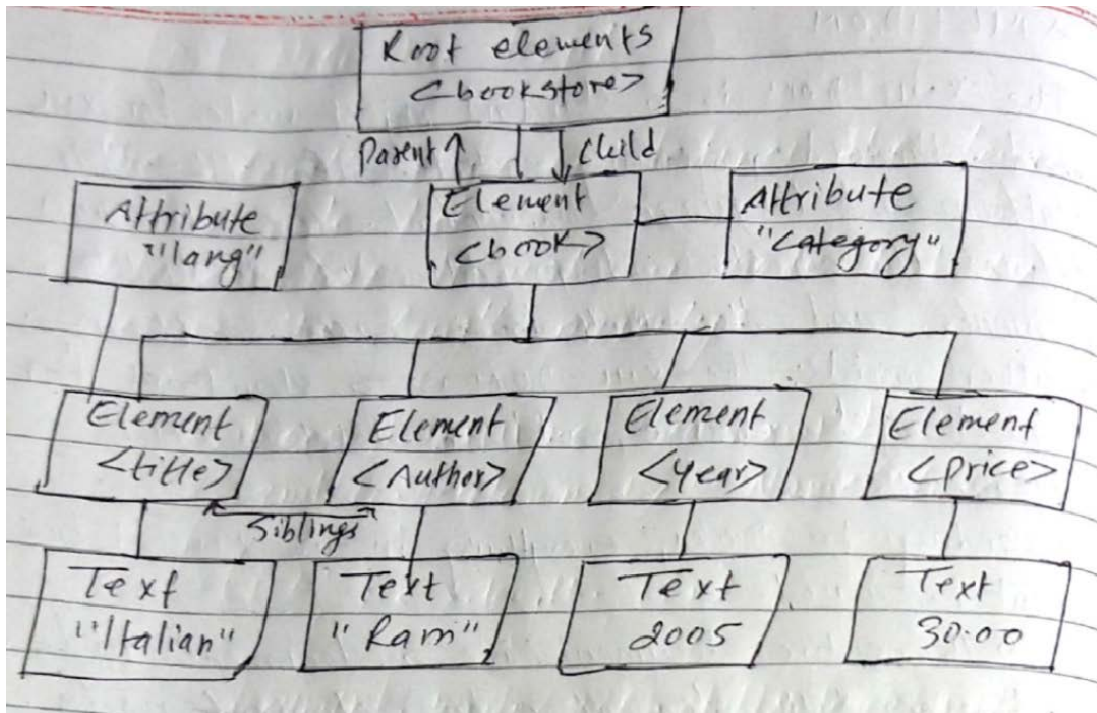 Root elements
<bookstore>
Parent
Child
Attribute
"lang"
Element
<book>
Attribute
"Category"
Element
<title>
Element
<Author>
Element
<Year>
Element
<Price>
Siblings
Text
"Italian"
Text
"Ram"
Text
2005
Text
30.00